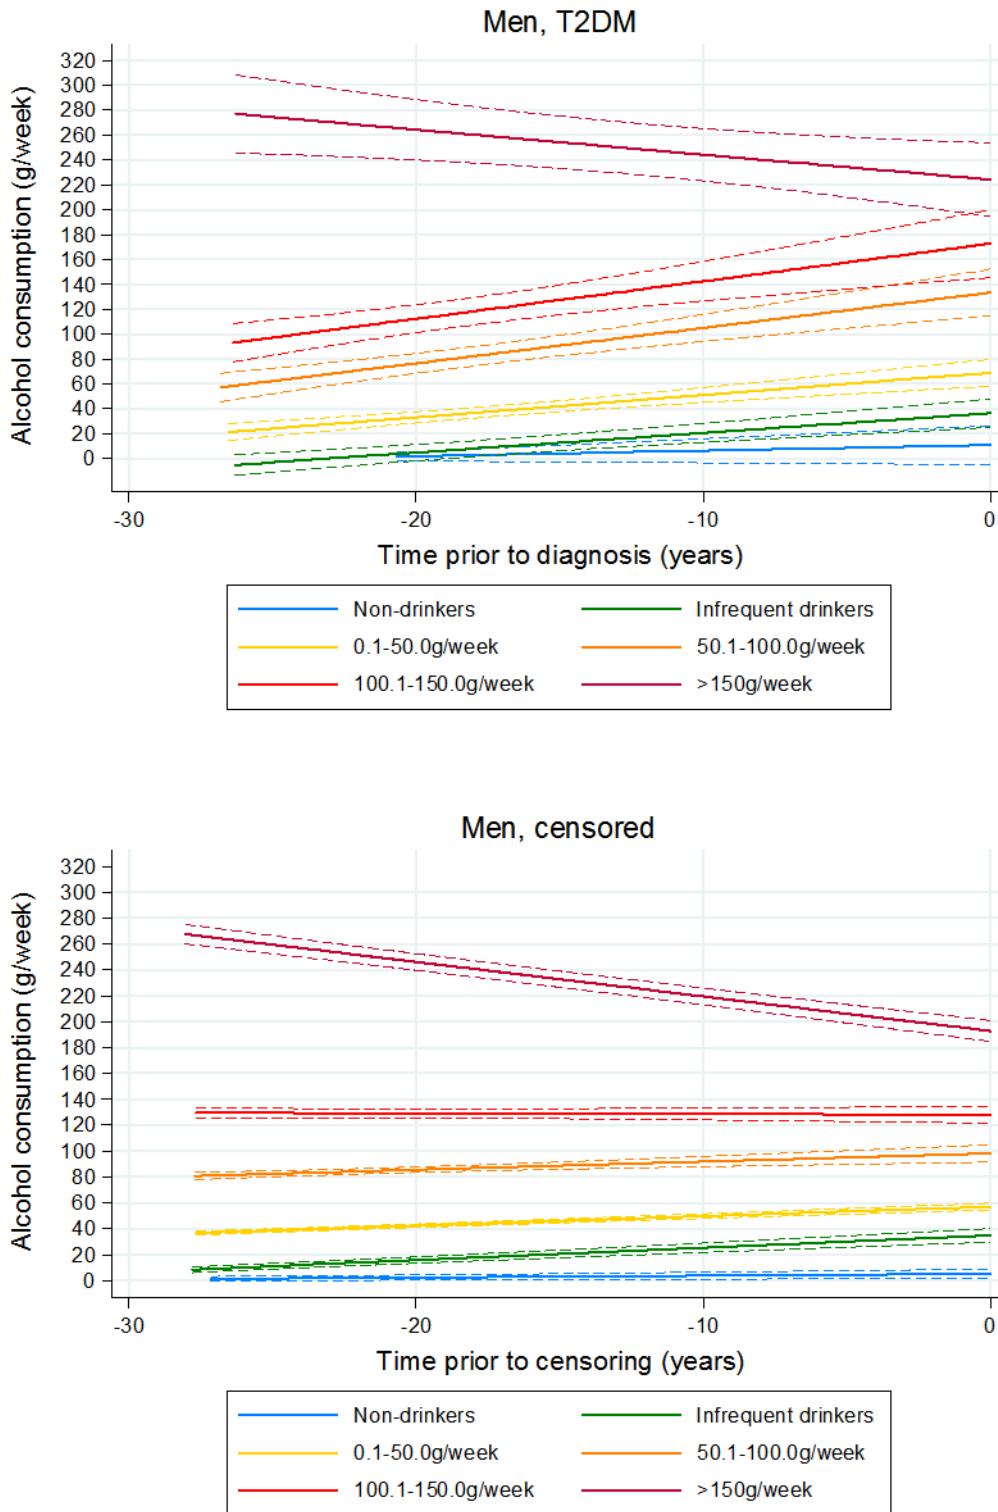 Men, T2DM
Alcohol consumption (g/week)
320
300
280
260
240
220
200
180
160
140
120
100
80
60
40
20
0
-30 -20 -10 0
Time prior to diagnosis (years)
Non-drinkers Infrequent drinkers
0.1-50.0g/week 50.1-100.0g/week
100.1-150.0g/week >150g/week
Men, censored
Alcohol consumption (g/week)
320
300
280
260
240
220
200
180
160
140
120
100
80
60
40
20
0
-30 -20 -10 0
Time prior to censoring (years)
Non-drinkers Infrequent drinkers
0.1-50.0g/week 50.1-100.0g/week
100.1-150.0g/week >150g/week